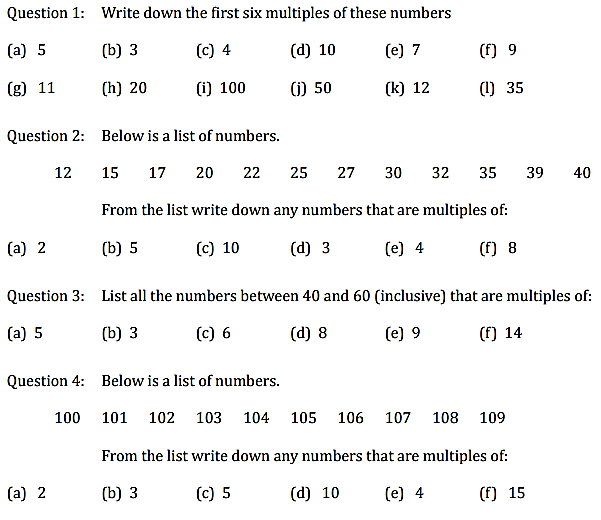 Question 1: Write down the first six multiples of these numbers
(a) 5 (b) 3 (c) 4 (d) 10 (e) 7 (f) 9
(g) 11 (h) 20 (i) 100 (j) 50 (k) 12 (l) 35
Question 2: Below is a list of numbers.
12 15 17 20 22 25 27 30 32 35 39 40
From the list write down any numbers that are multiples of:
(a) 2 (b) 5 (c) 10 (d) 3 (e) 4 (f) 8
Question 3: List all the numbers between 40 and 60 (inclusive) that are multiples of:
(a) 5 (b) 3 (c) 6 (d) 8 (e) 9 (f) 14
Question 4: Below is a list of numbers.
100 101 102 103 104 105 106 107 108 109
From the list write down any numbers that are multiples of:
(a) 2 (b) 3 (c) 5 (d) 10 (e) 4 (f) 15